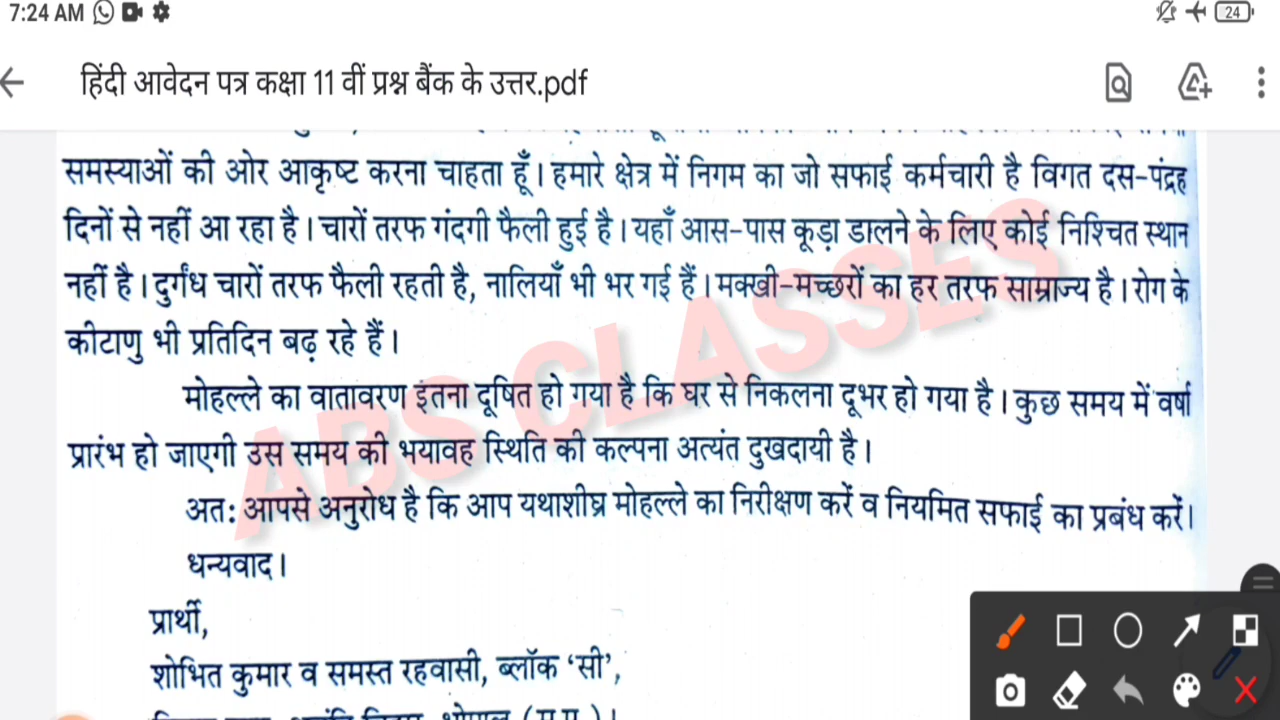 7:24 AM
24
हिंदी आवेदन पत्र कक्षा 11 वीं प्रश्न बैंक के उत्तर.pdf
समस्याओं की ओर आकृष्ट करना चाहता हूँ। हमारे क्षेत्र में निगम का जो सफाई कर्मचारी है विगत दस-पंद्रह
दिनों से नहीं आ रहा है। चारों तरफ गंदगी फैली हुई है। यहाँ आस-पास कूड़ा डालने के लिए कोई निश्चित स्थान
नहीं है। दुर्गंध चारों तरफ फैली रहती है, नालियाँ भी भर गई हैं। मक्खी-मच्छरों का हर तरफ साम्राज्य है। रोग के
कीटाणु भी प्रतिदिन बढ़ रहे हैं।
मोहल्ले का वातावरण इतना दूषित हो गया है कि घर से निकलना दूभर हो गया है। कुछ समय में वर्षा
प्रारंभ हो जाएगी उस समय की भयावह स्थिति की कल्पना अत्यंत दुखदायी है।
अत: आपसे अनुरोध है कि आप यथाशीघ्र मोहल्ले का निरीक्षण करें व नियमित सफाई का प्रबंध करें।
धन्यवाद।
प्रार्थी,
शोभित कुमार व समस्त रहवासी, ब्लॉक ‘सी’,
ABS CLASSES